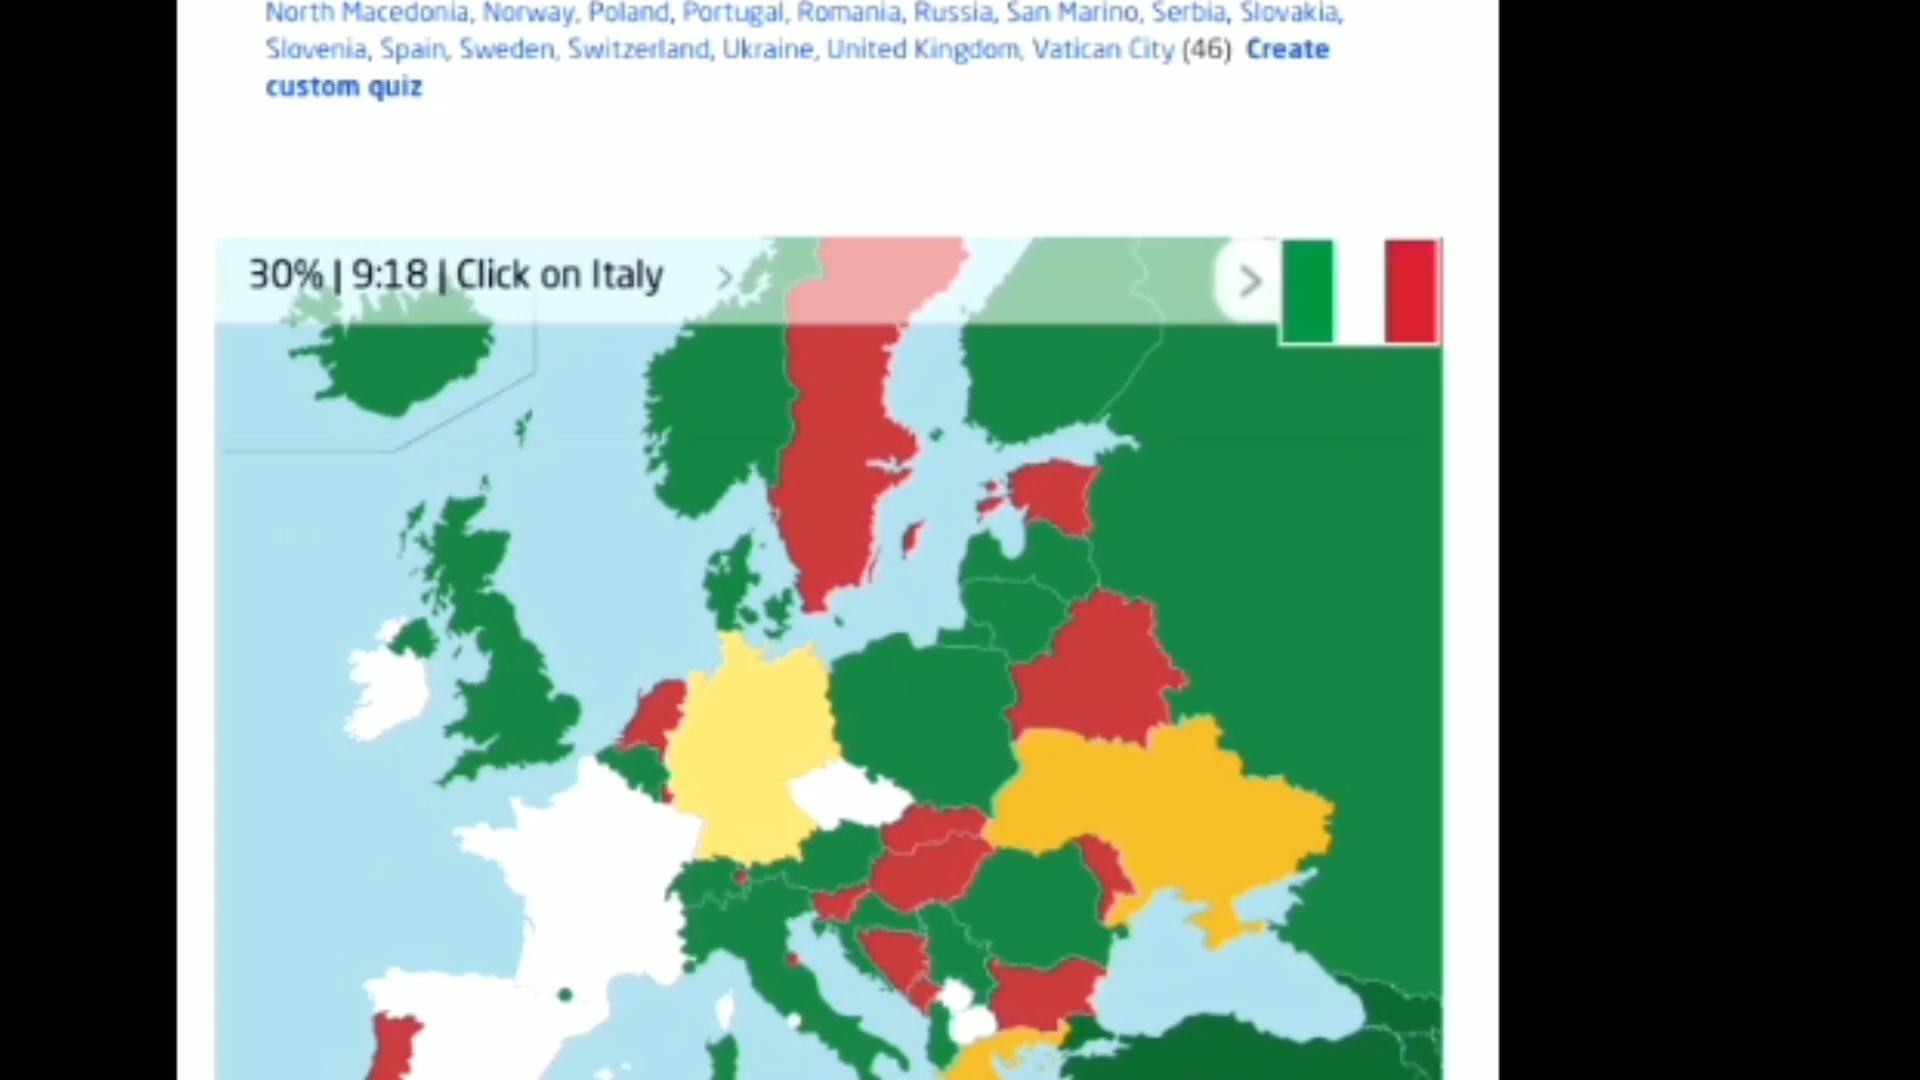 North Macedonia, Norway, Poland, Portugal, Romania, Russia, San Marino, Serbia, Slovakia,
Slovenia, Spain, Sweden, Switzerland, Ukraine, United Kingdom, Vatican City (46) Create
custom quiz
30% | 9:18 | Click on Italy